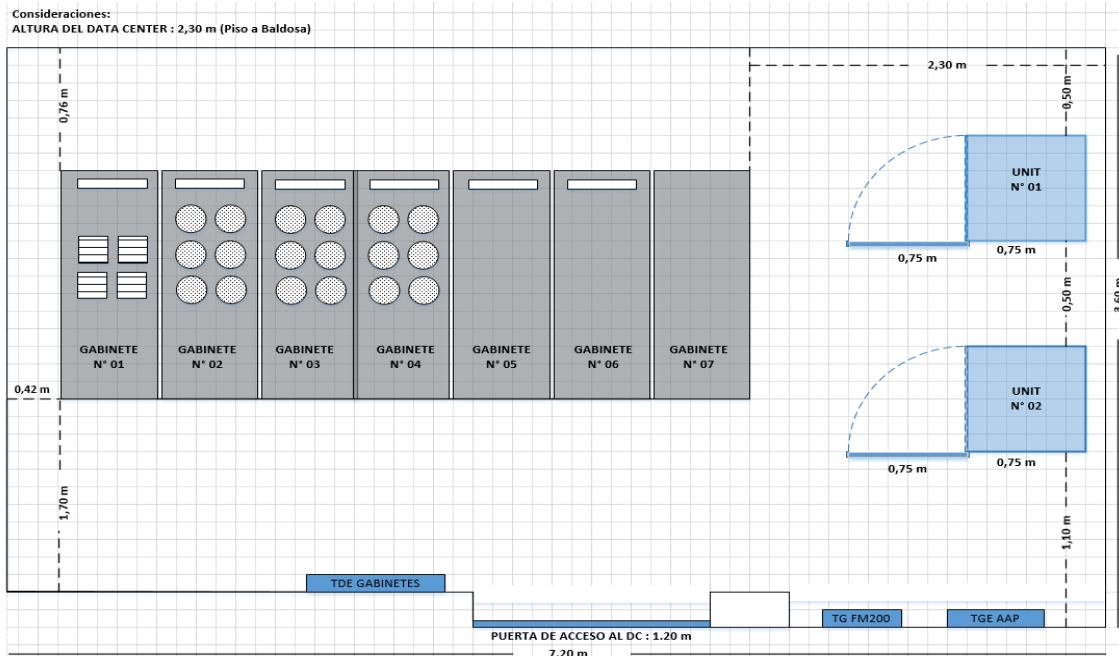 Consideraciones:
ALTURA DEL DATA CENTER : 2,30 m (Piso a Baldosa)
2,30 m
0,76 m
0,50 m
UNIT
N° 01
0,75 m
0,75 m
0,50 m
3,60 m
GABINETE
N° 01
GABINETE
N° 02
GABINETE
N° 03
GABINETE
N° 04
GABINETE
N° 05
GABINETE
N° 06
GABINETE
N° 07
0,42 m
UNIT
N° 02
0,75 m
0,75 m
1,70 m
1,10 m
TDE GABINETES
TG FM200
TGE AAP
PUERTA DE ACCESO AL DC : 1.20 m
7,20 m